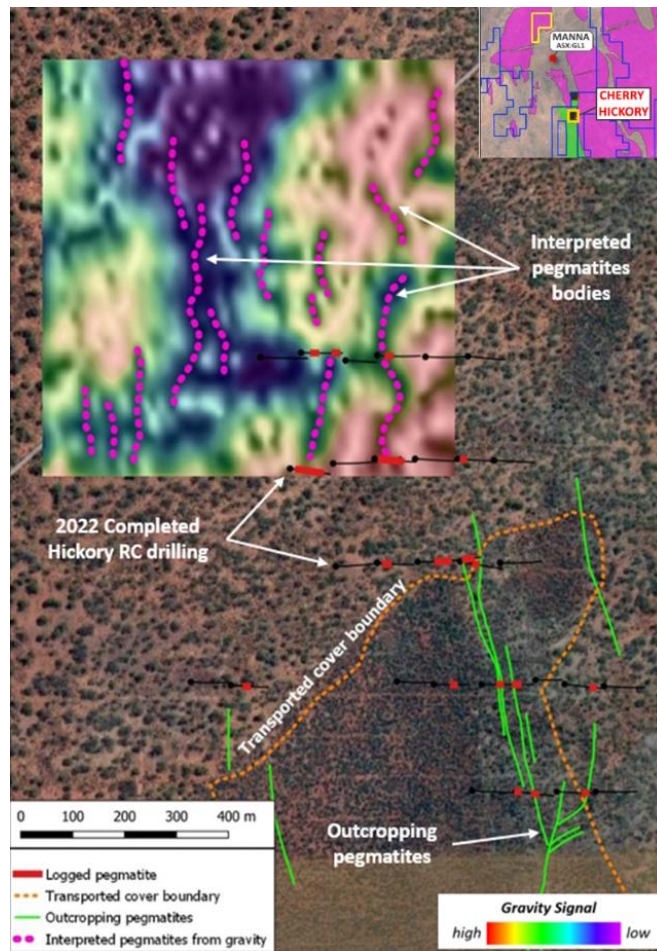 MANNA
ASX:GL1
CHERRY
HICKORY
Interpreted
pegmatites
bodies
2022 Completed
Hickory RC drilling
Transported cover boundary
Outcropping
pegmatites
0 100 200 300 400 m
Logged pegmatite
Transported cover boundary
Outcropping pegmatites
Interpreted pegmatites from gravity
Gravity Signal
high low